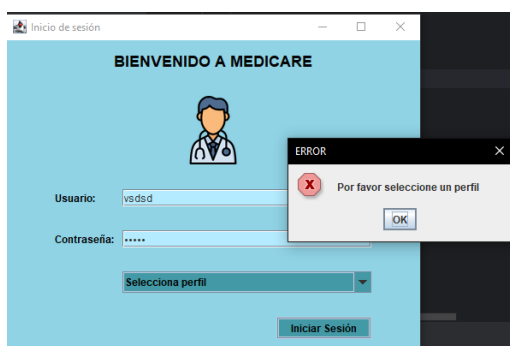 Inicio de sesión
BIENVENIDO A MEDICARE
ERROR
Por favor seleccione un perfil
OK
Usuario: vsdsd
Contraseña: •••••
Selecciona perfil
Iniciar Sesión